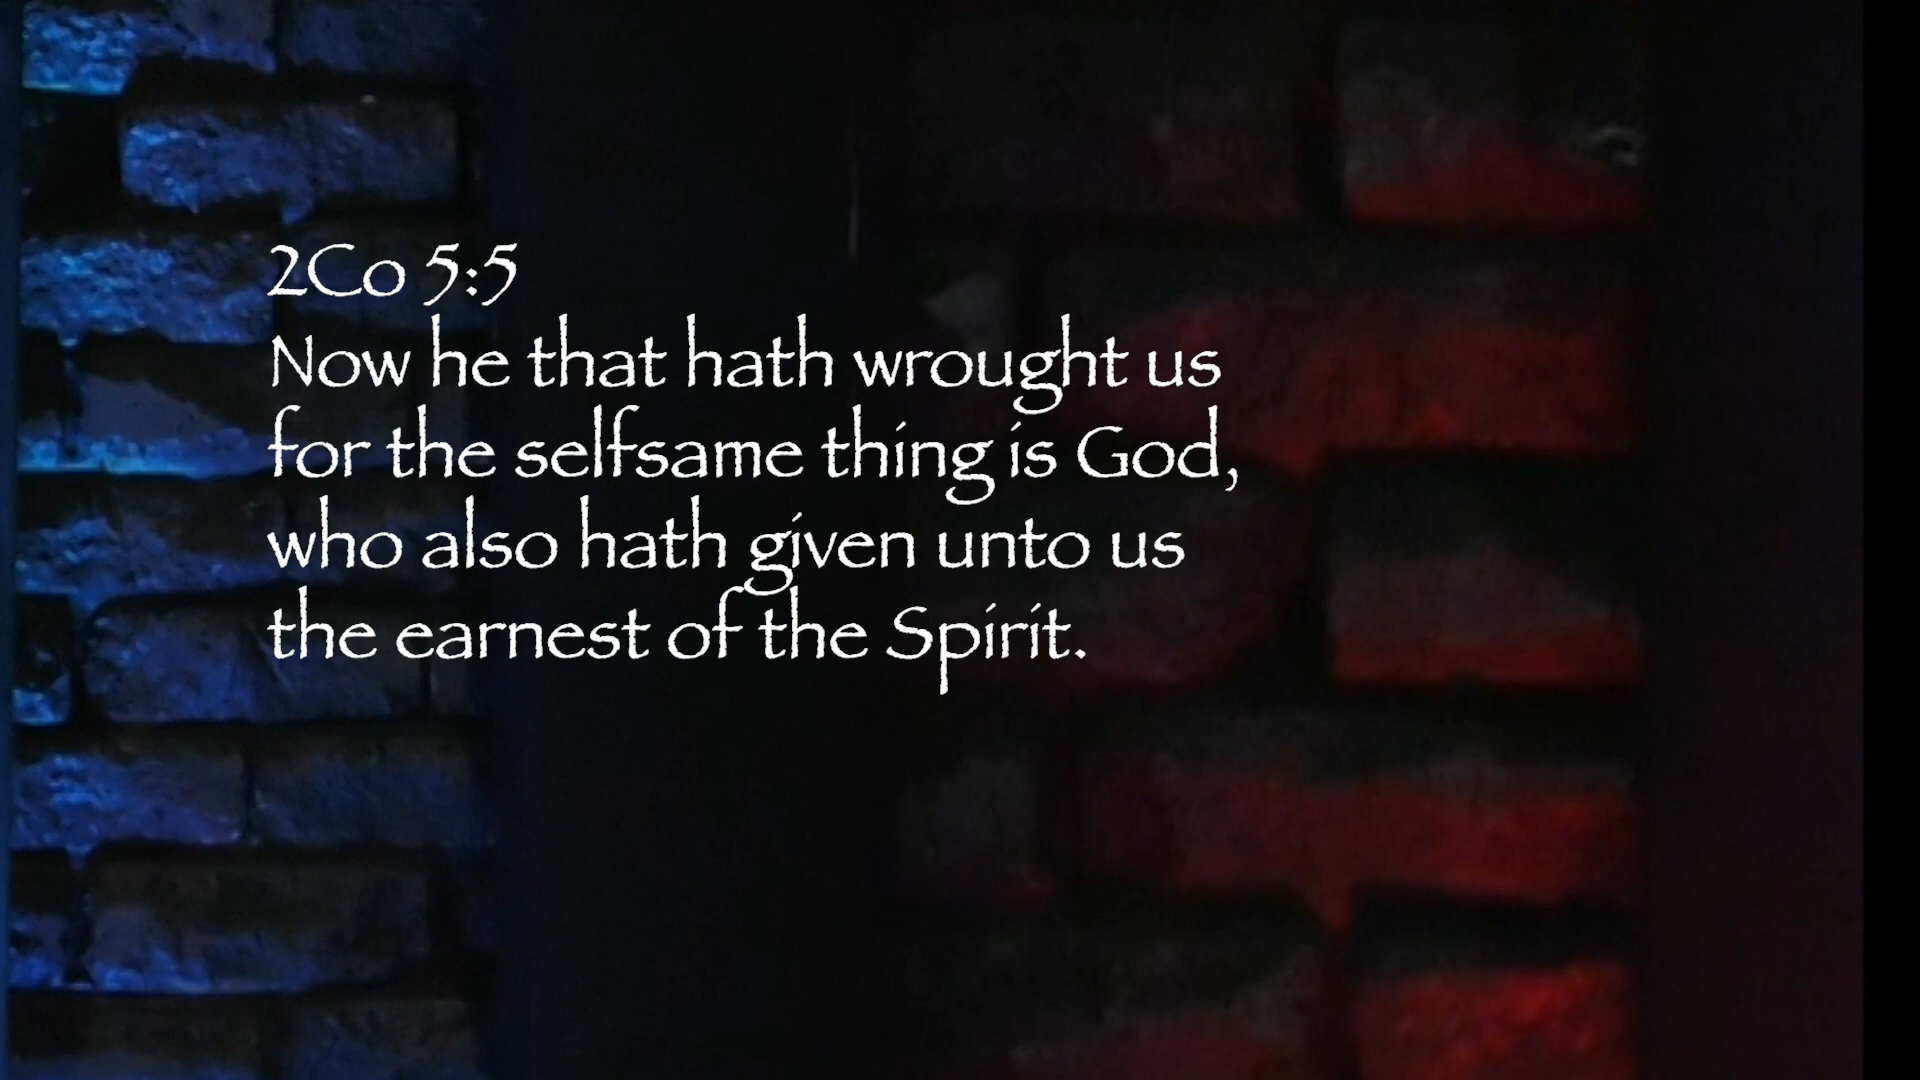 2Co 5:5
Now he that hath wrought us
for the selfsame thing is God,
who also hath given unto us
the earnest of the Spirit.